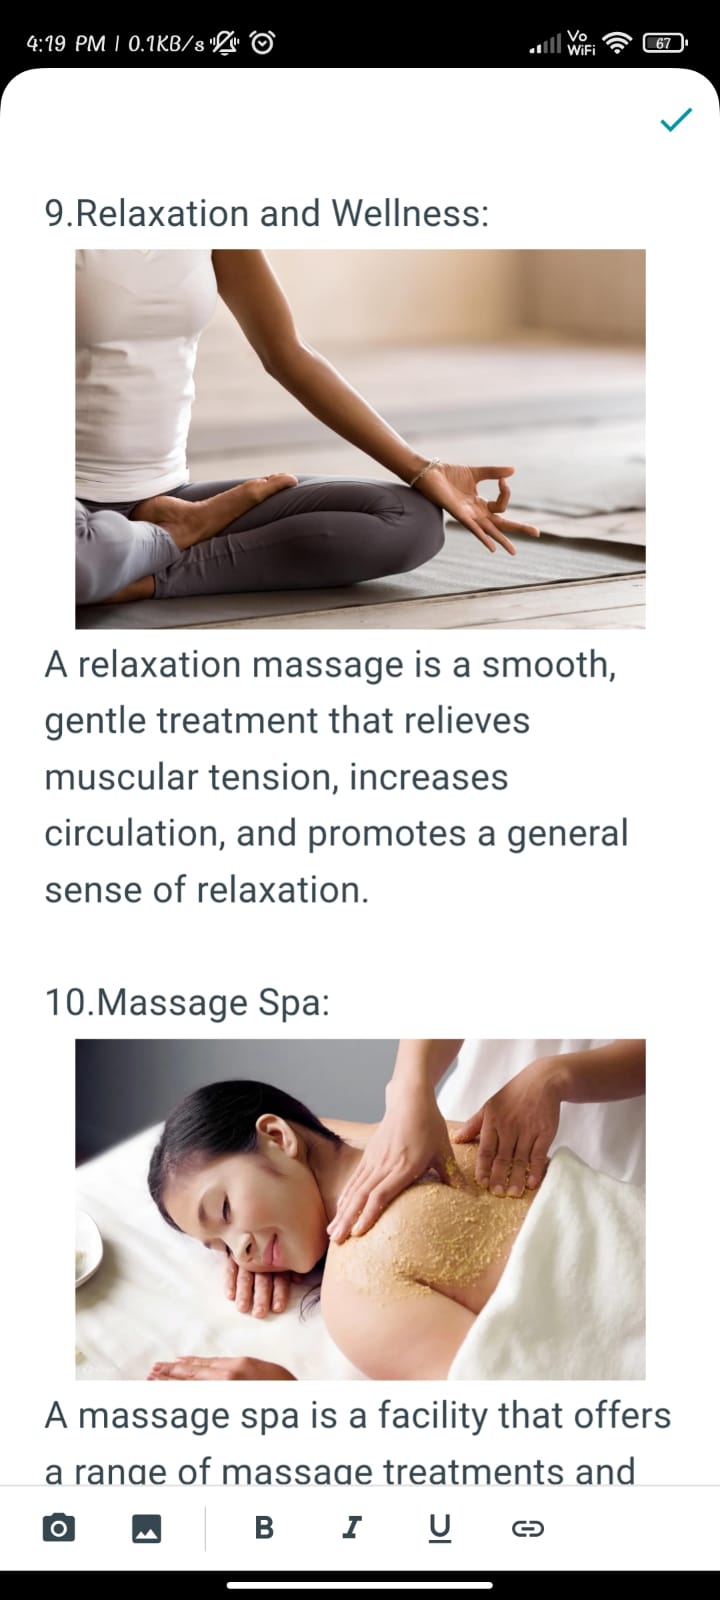 4:19 PM | 0.1KB/s
Vo
WiFi
67
9.Relaxation and Wellness:
A relaxation massage is a smooth,
gentle treatment that relieves
muscular tension, increases
circulation, and promotes a general
sense of relaxation.
10.Massage Spa:
A massage spa is a facility that offers
a range of massage treatments and
B I U